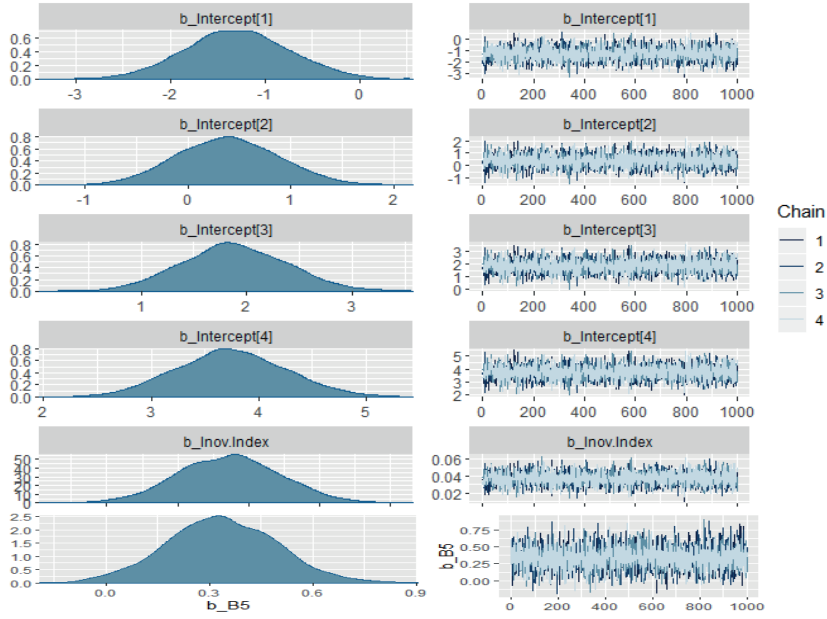 b_Intercept[1]
0.6
0.4
0.2
0.0
-3 -2 -1 0
b_Intercept[1]
0
-1
-2
-3
0 200 400 600 800 1000
b_Intercept[2]
0.8
0.6
0.4
0.2
0.0
-1 0 1 2
b_Intercept[2]
2
1
0
-1
0 200 400 600 800 1000
b_Intercept[3]
0.8
0.6
0.4
0.2
0.0
1 2 3
b_Intercept[3]
3
2
1
0
0 200 400 600 800 1000
b_Intercept[4]
0.8
0.6
0.4
0.2
0.0
2 3 4 5
b_Intercept[4]
5
4
3
2
0 200 400 600 800 1000
b_Inov.Index
50
40
30
20
10
0
b_Inov.Index
0.06
0.04
0.02
2.5
2.0
1.5
1.0
0.5
0.0
0.0 0.3 0.6 0.9
b_B5
b_B5
0.75
0.50
0.25
0.00
0 200 400 600 800 1000
Chain
1
2
3
4